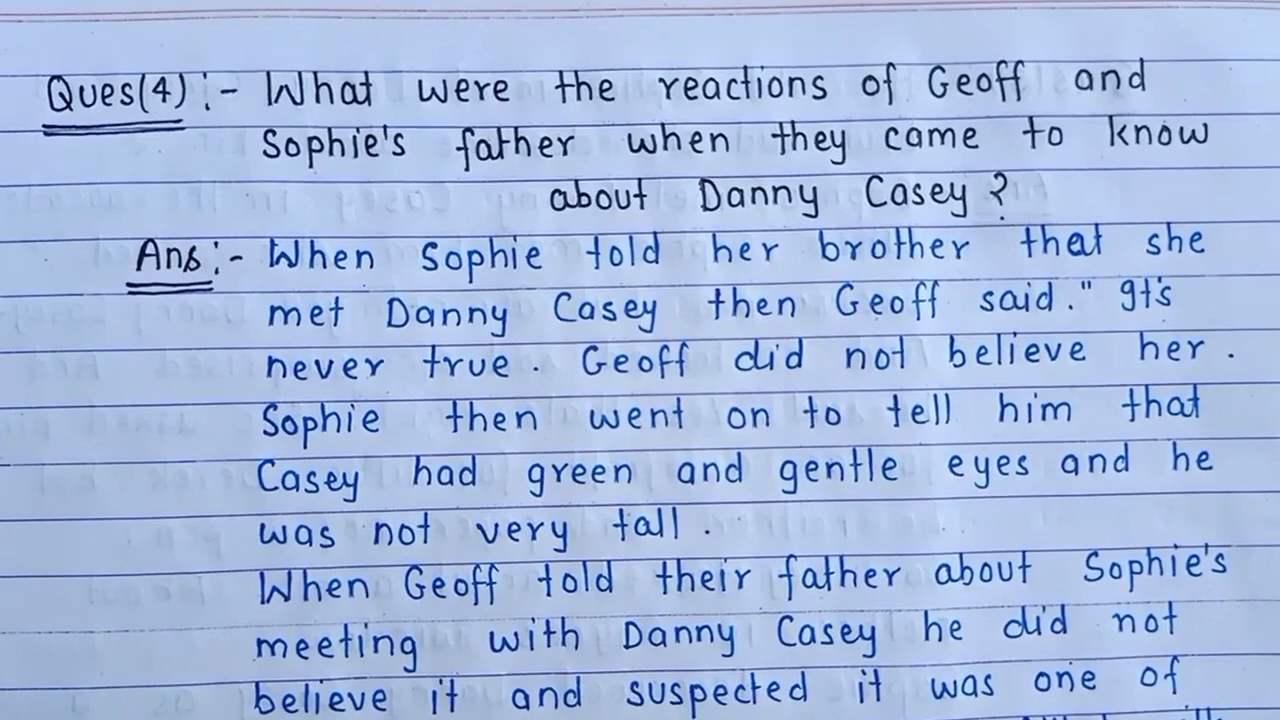 Ques(4):- What were the reactions of Geoff and
Sophie's father when they came to know
about Danny Casey?
Ans:- When Sophie told her brother that she
met Danny Casey then Geoff said." It's
never true. Geoff did not believe her.
Sophie then went on to tell him that
Casey had green and gentle eyes and he
was not very tall.
When Geoff told their father about Sophie's
meeting with Danny Casey he did not
believe it and suspected it was one of